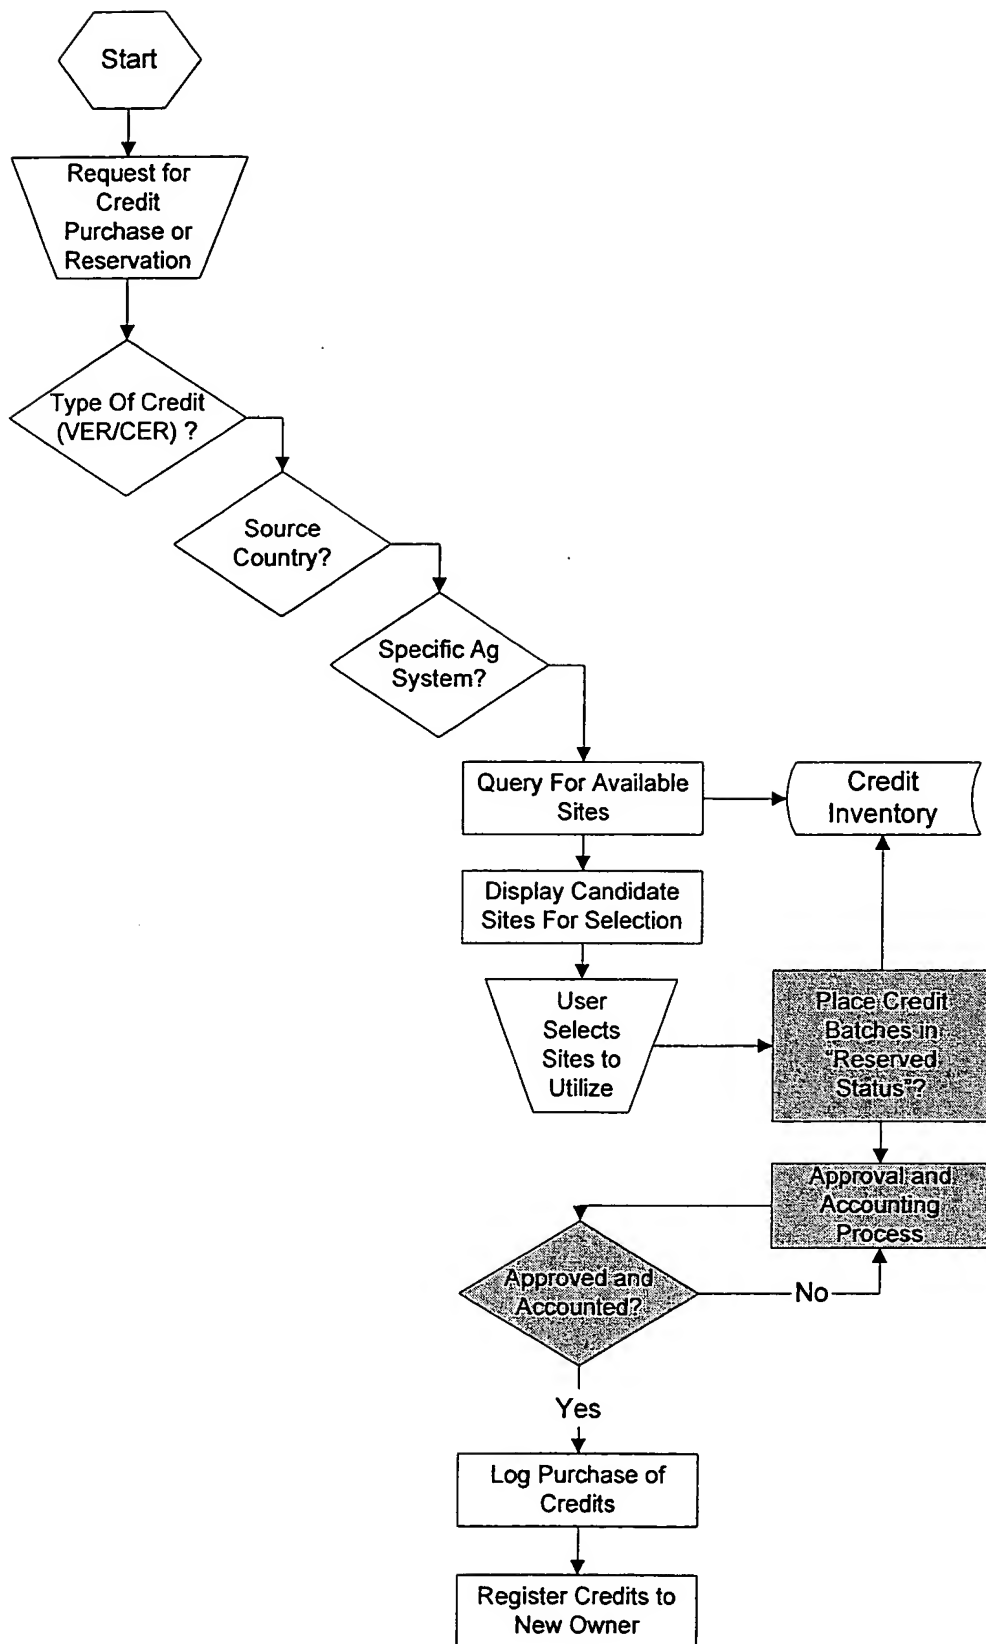 Start
Request for
Credit
Purchase or
Reservation
Type Of Credit
(VER/CER) ?
Source
Country?
Specific Ag
System?
Query For Available
Sites
Credit
Inventory
Display Candidate
Sites For Selection
User
Selects
Sites to
Utilize
Place Credit
Batches in
"Reserved
Status"?
Approval and
Accounting
Process
Approved and
Accounted?
No
Yes
Log Purchase of
Credits
Register Credits to
New Owner